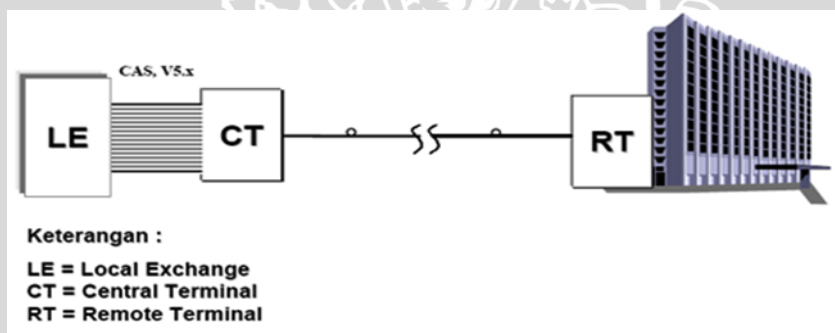 CAS, V5.x
LE
CT
RT
Keterangan :
LE = Local Exchange
CT = Central Terminal
RT = Remote Terminal